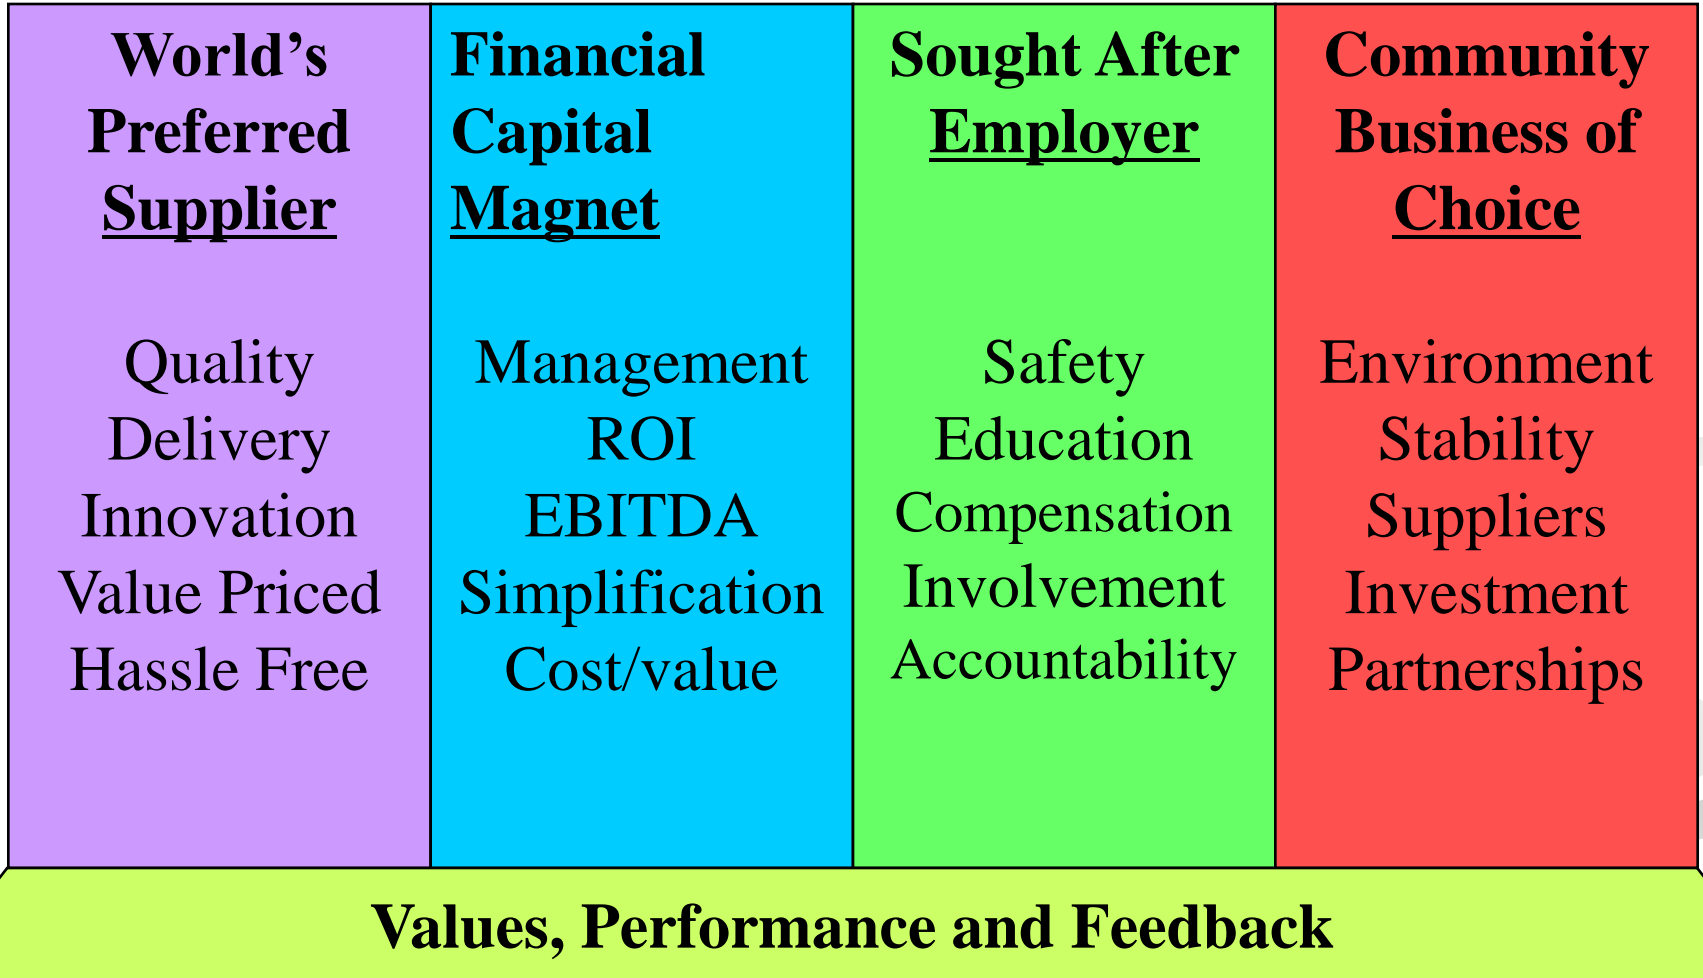 World’s
Preferred
Supplier
Quality
Delivery
Innovation
Value Priced
Hassle Free
Financial
Capital
Magnet
Management
ROI
EBITDA
Simplification
Cost/value
Sought After
Employer
Safety
Education
Compensation
Involvement
Accountability
Community
Business of
Choice
Environment
Stability
Suppliers
Investment
Partnerships
Values, Performance and Feedback